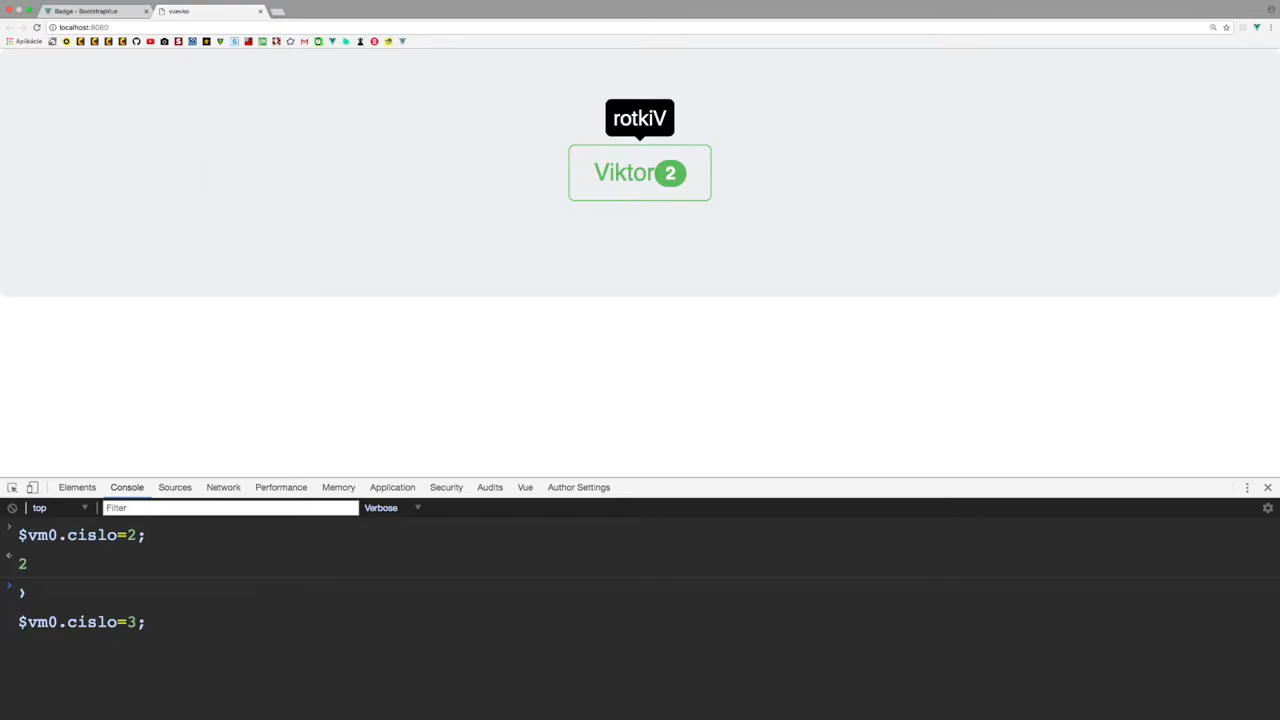 Badge - BootstrapVue
vuevko
localhost:8080
Aplikácie
rotkiV
Viktor 2
Elements Console Sources Network Performance Memory Application Security Audits Vue Author Settings
top Filter Verbose
$vm0.cislo=2;
2
$vm0.cislo=3;